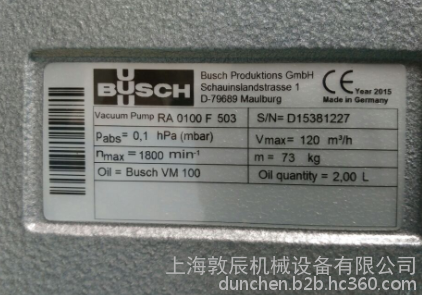 BUSCH
Busch Produktions GmbH
Schauinslandstrasse 1
D-79689 Maulburg
CE Year 2015
Made in Germany
Vacuum Pump RA 0100 F 503
S/N= D15381227
pabs= 0,1 hPa (mbar)
Vmax= 120 m³/h
nmax= 1800 min-1
m = 73 kg
Oil = Busch VM 100
Oil quantity = 2,00 L
上海敦辰机械设备有限公司
dunchen.b2b.hc360.com